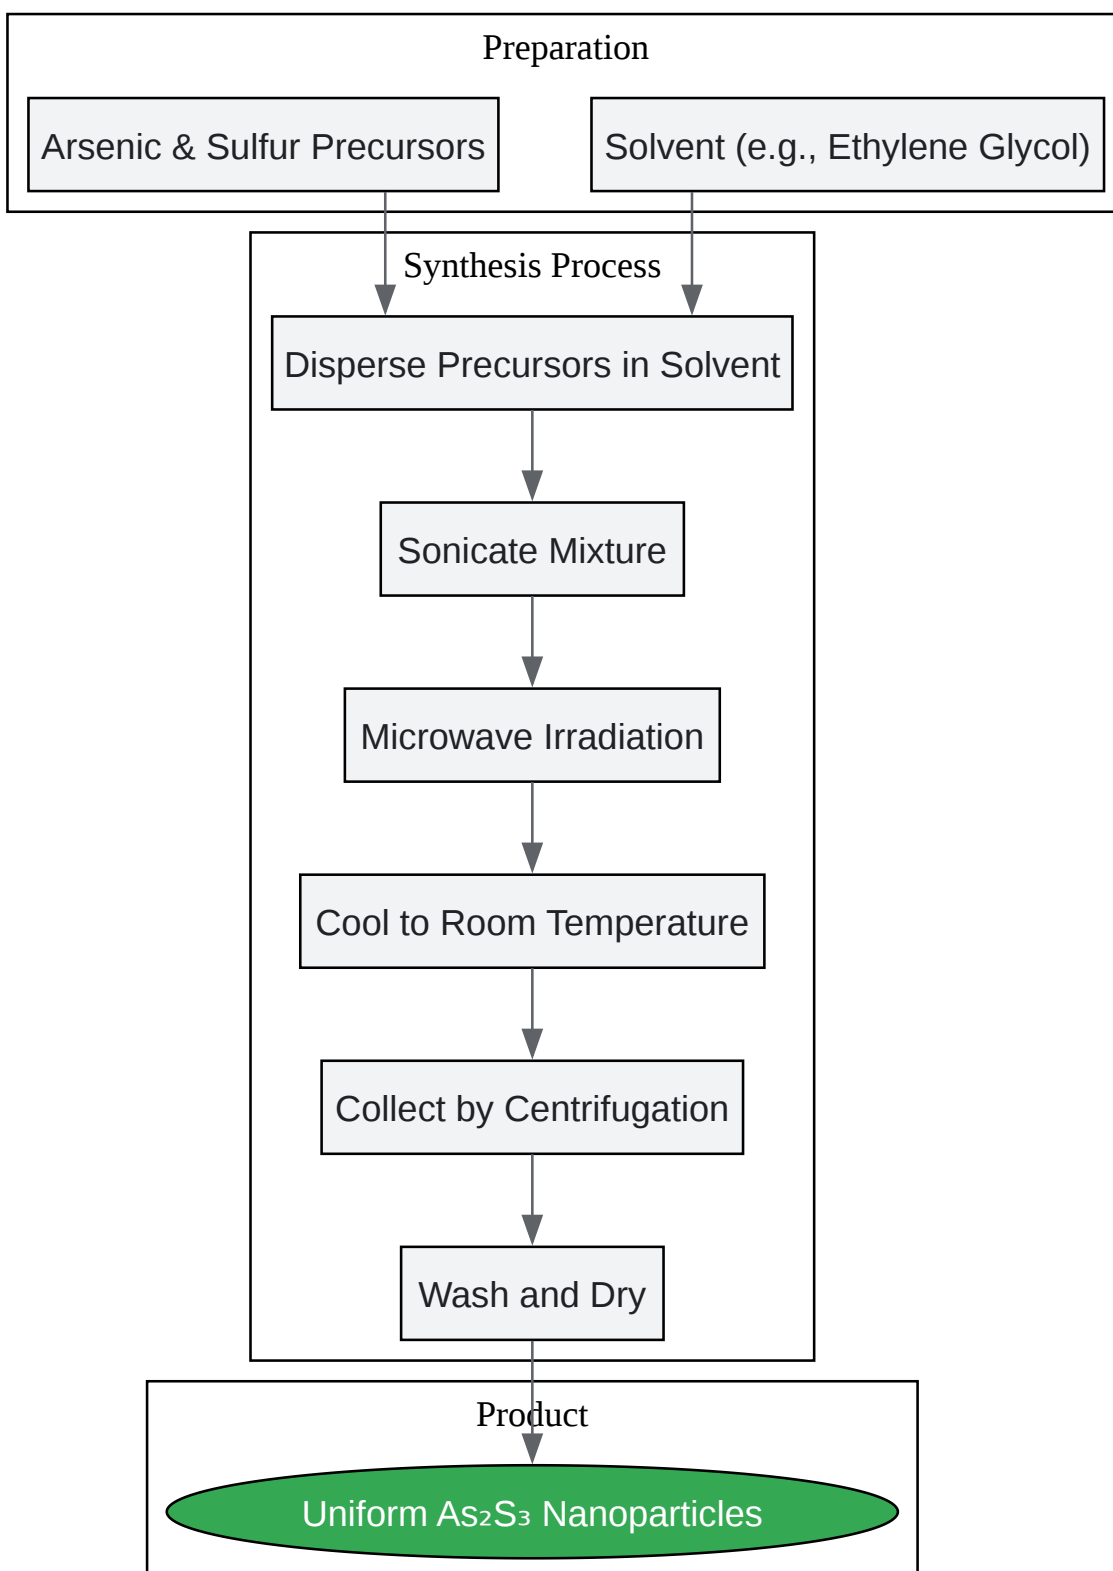 Preparation
Arsenic & Sulfur Precursors
Solvent (e.g., Ethylene Glycol)
Synthesis Process
Disperse Precursors in Solvent
Sonicate Mixture
Microwave Irradiation
Cool to Room Temperature
Collect by Centrifugation
Wash and Dry
Product
Uniform As₂S₃ Nanoparticles